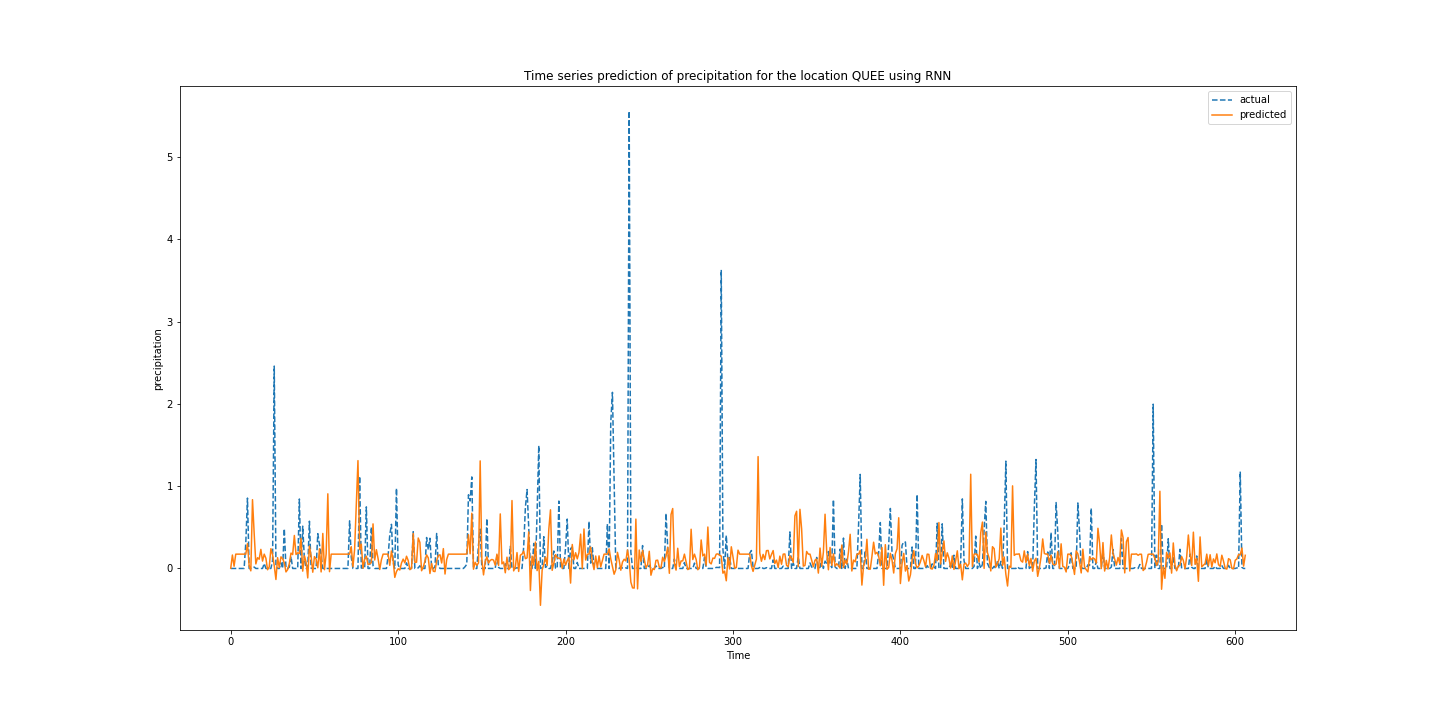 Time series prediction of precipitation for the location QUEE using RNN
actual
predicted
5
4
3
2
1
0
precipitation
0 100 200 300 400 500 600
Time